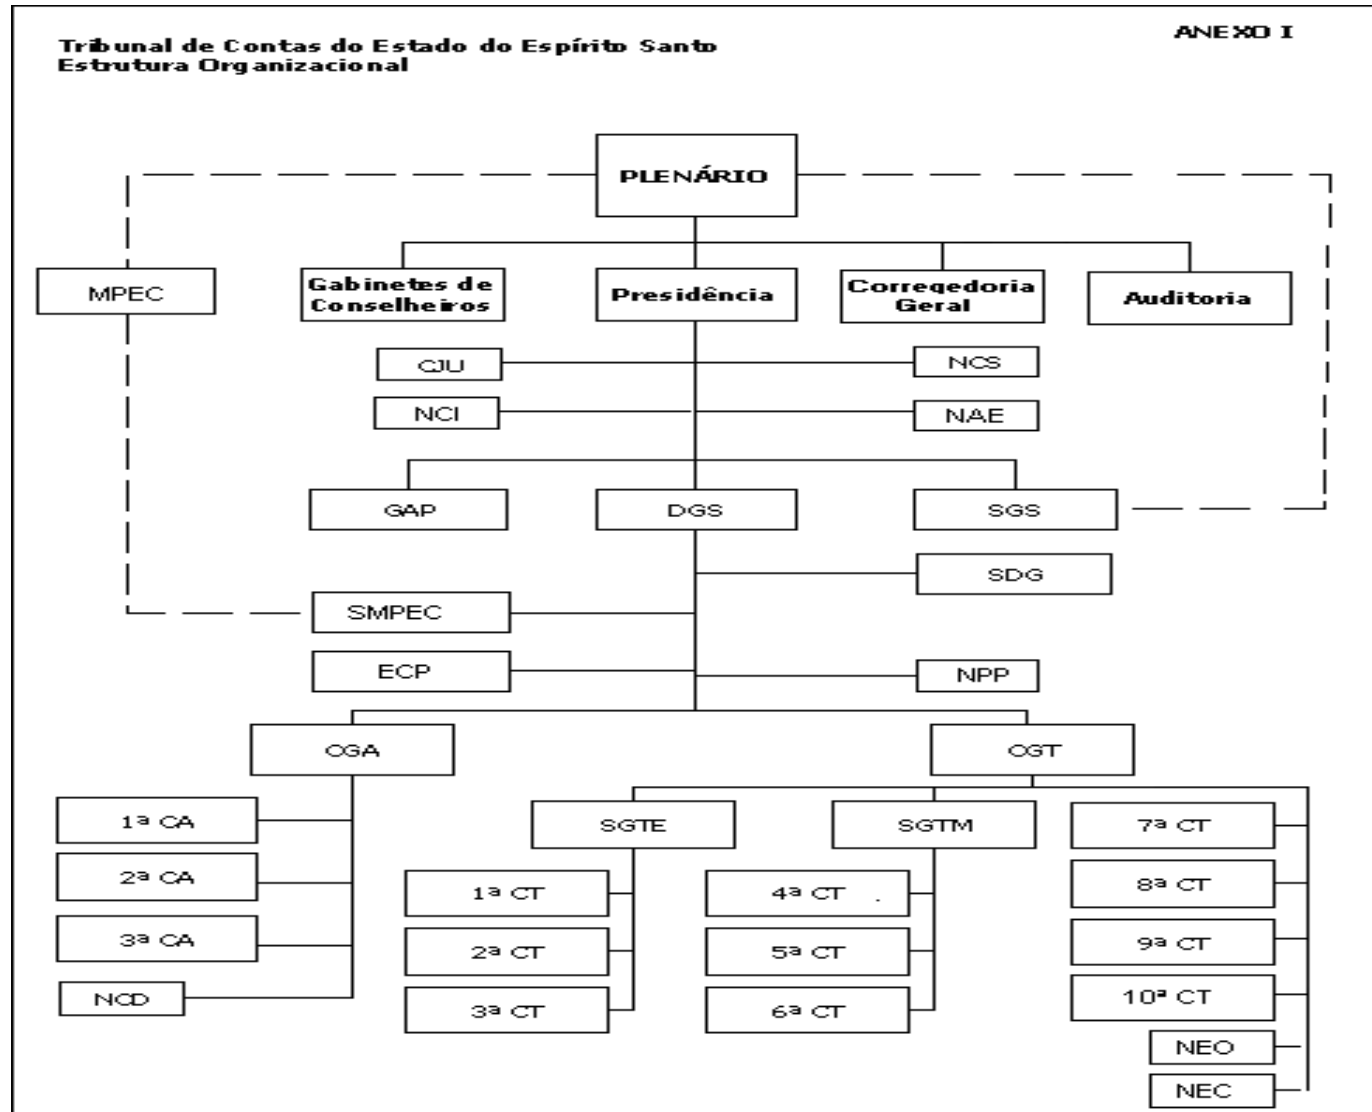 ANEXO I
Tribunal de Contas do Estado do Espírito Santo
Estrutura Organizacional
PLENÁRIO
MPEC
Gabinetes de
Conselheiros
Presidência
Corregedoria
Geral
Auditoria
CJU
NCS
NCI
NAE
GAP
DGS
SGS
SDG
SMPEC
ECP
NPP
CGA
CGT
1ª CA
2ª CA
3ª CA
NCD
SGTE
SGTM
1ª CT
2ª CT
3ª CT
4ª CT .
5ª CT
6ª CT
7ª CT
8ª CT
9ª CT
10ª CT
NEO
NEC